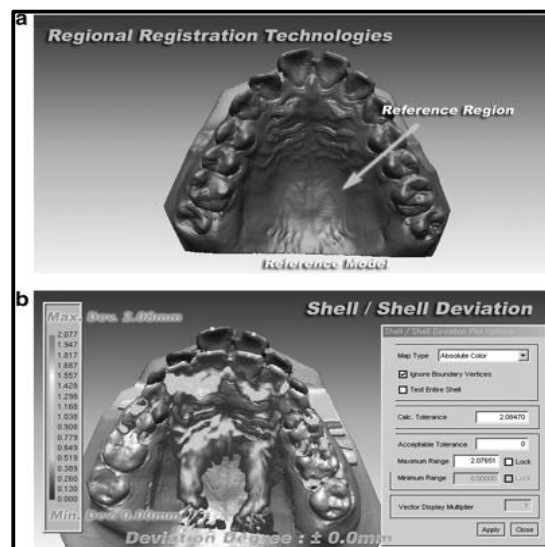 a
Regional Registration Technologies
Reference Region
Reference Model
b
Max. Dev. 2.08mm
Shell / Shell Deviation
2.077
1.947
1.817
1.687
1.557
1.428
1.298
1.168
1.038
0.908
0.779
0.649
0.519
0.389
0.260
0.130
0.000
Min. Dev. 0.00mm
Deviation Degree : ± 0.0mm
Shell / Shell Deviation Plot Options
Map Type Absolute Color
Ignore Boundary Vertices
Test Entire Shell
Calc. Tolerance 2.08470
Acceptable Tolerance 0
Maximum Range 2.07651 Lock
Minimum Range 0.00000 Lock
Vector Display Multiplier
Apply Close